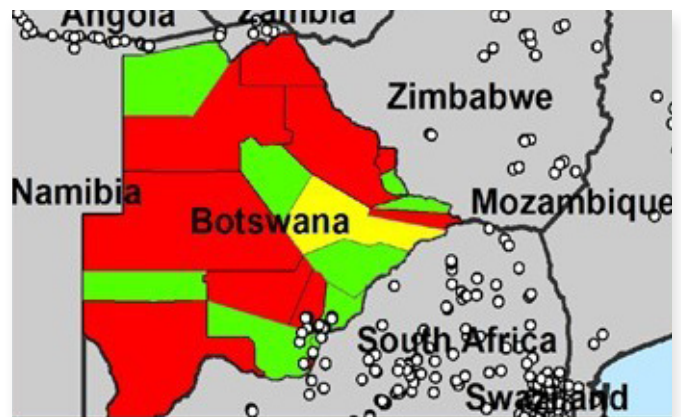 Angola
Zambia
Zimbabwe
Namibia
Mozambique
Botswana
South Africa
Swaziland